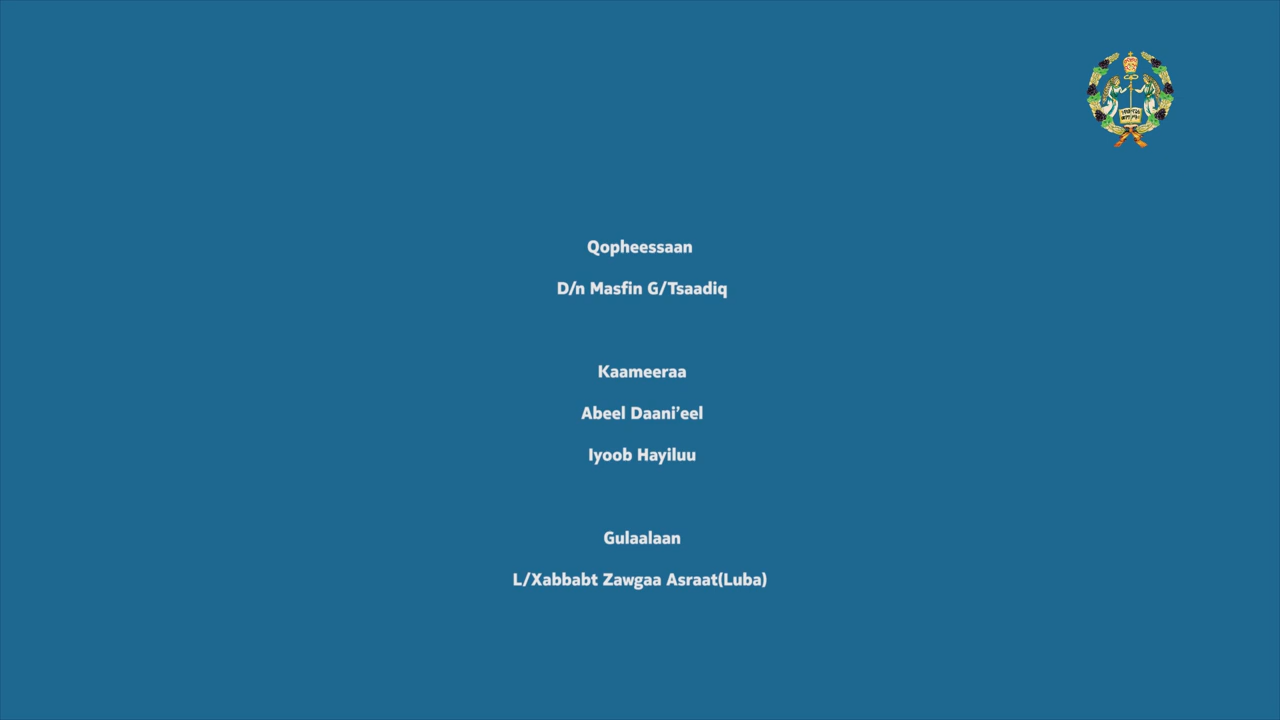 Qopheessaan
D/n Masfin G/Tsaadiq
Kaameeraa
Abeel Daani’eel
Iyoob Hayiluu
Gulaalaan
L/Xabbabt Zawgaa Asraat(Luba)